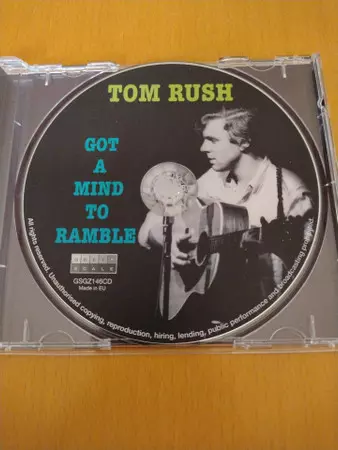 TOM RUSH
GOT
A
MIND
TO
RAMBLE
GSGZ146CD
Made in EU
All rights reserved. Unauthorised copying, reproduction, hiring, lending, public performance and broadcasting prohibited.